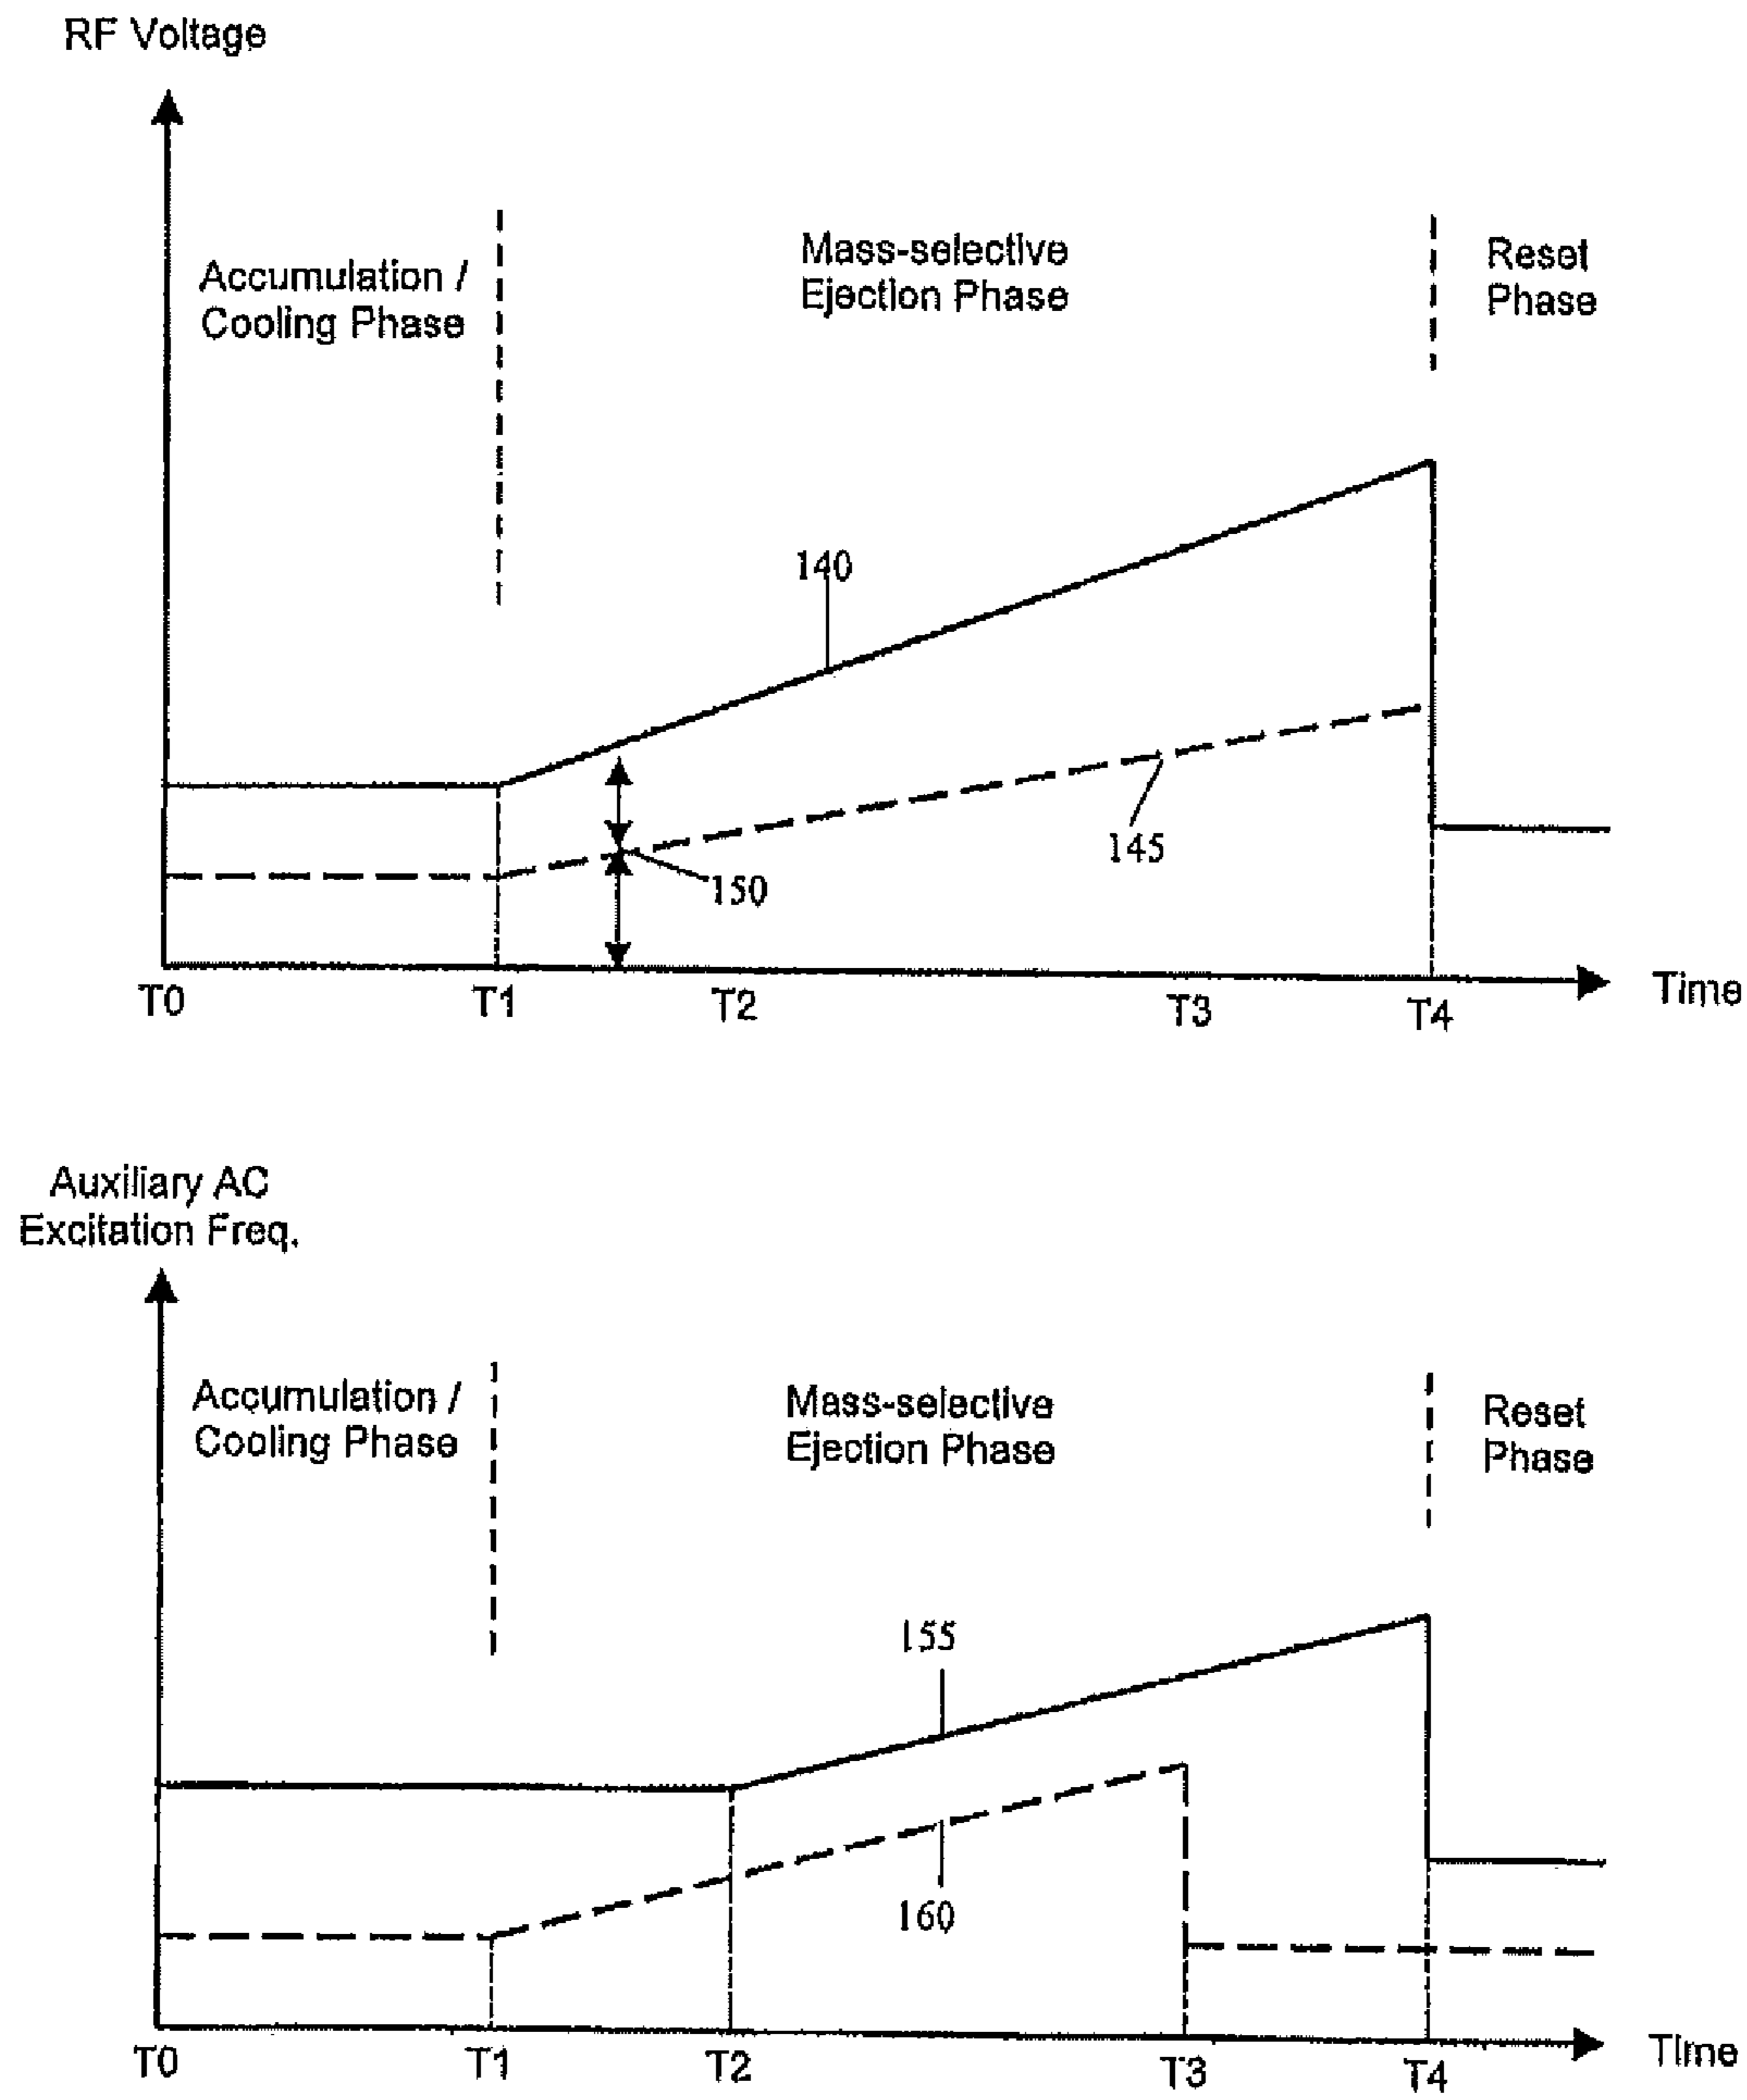 RF Voltage
Accumulation /
Cooling Phase
Mass-selective
Ejection Phase
Reset
Phase
140
145
150
T0
T1
T2
T3
T4
Time
Auxiliary AC
Excitation Freq.
Accumulation /
Cooling Phase
Mass-selective
Ejection Phase
Reset
Phase
155
160
T0
T1
T2
T3
T4
Time